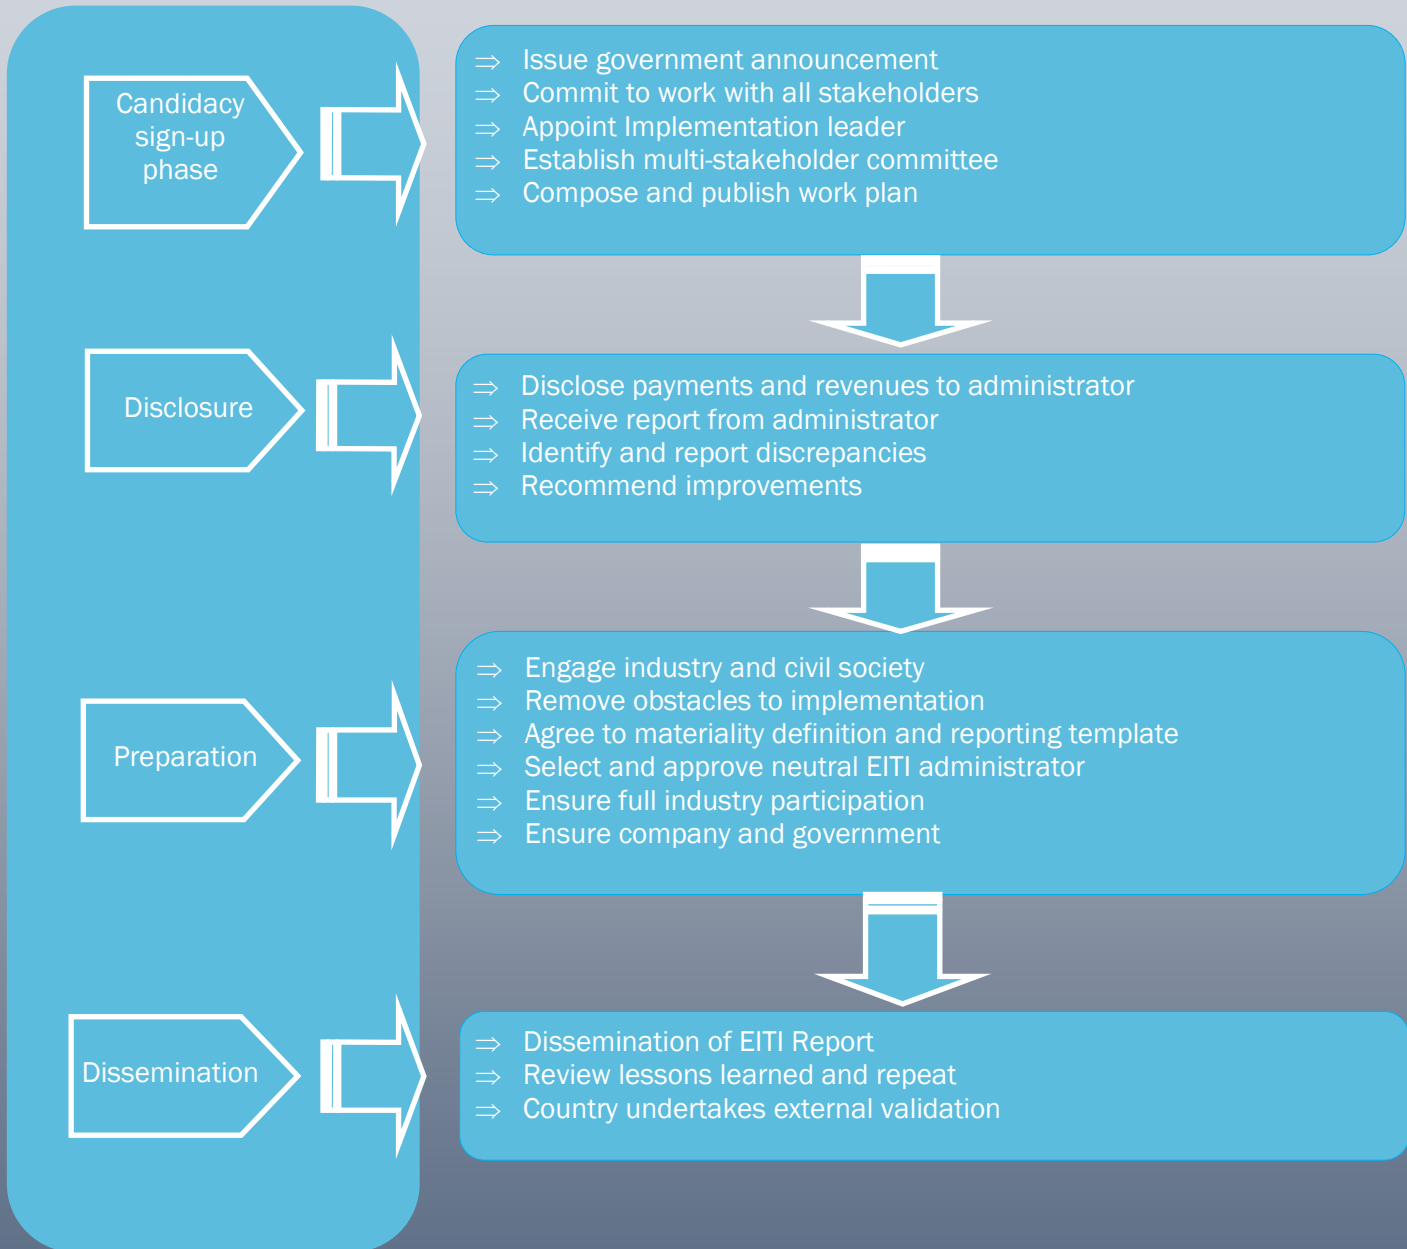 Candidacy
sign-up
phase
⇒ Issue government announcement
⇒ Commit to work with all stakeholders
⇒ Appoint Implementation leader
⇒ Establish multi-stakeholder committee
⇒ Compose and publish work plan
Disclosure
⇒ Disclose payments and revenues to administrator
⇒ Receive report from administrator
⇒ Identify and report discrepancies
⇒ Recommend improvements
Preparation
⇒ Engage industry and civil society
⇒ Remove obstacles to implementation
⇒ Agree to materiality definition and reporting template
⇒ Select and approve neutral EITI administrator
⇒ Ensure full industry participation
⇒ Ensure company and government
Dissemination
⇒ Dissemination of EITI Report
⇒ Review lessons learned and repeat
⇒ Country undertakes external validation